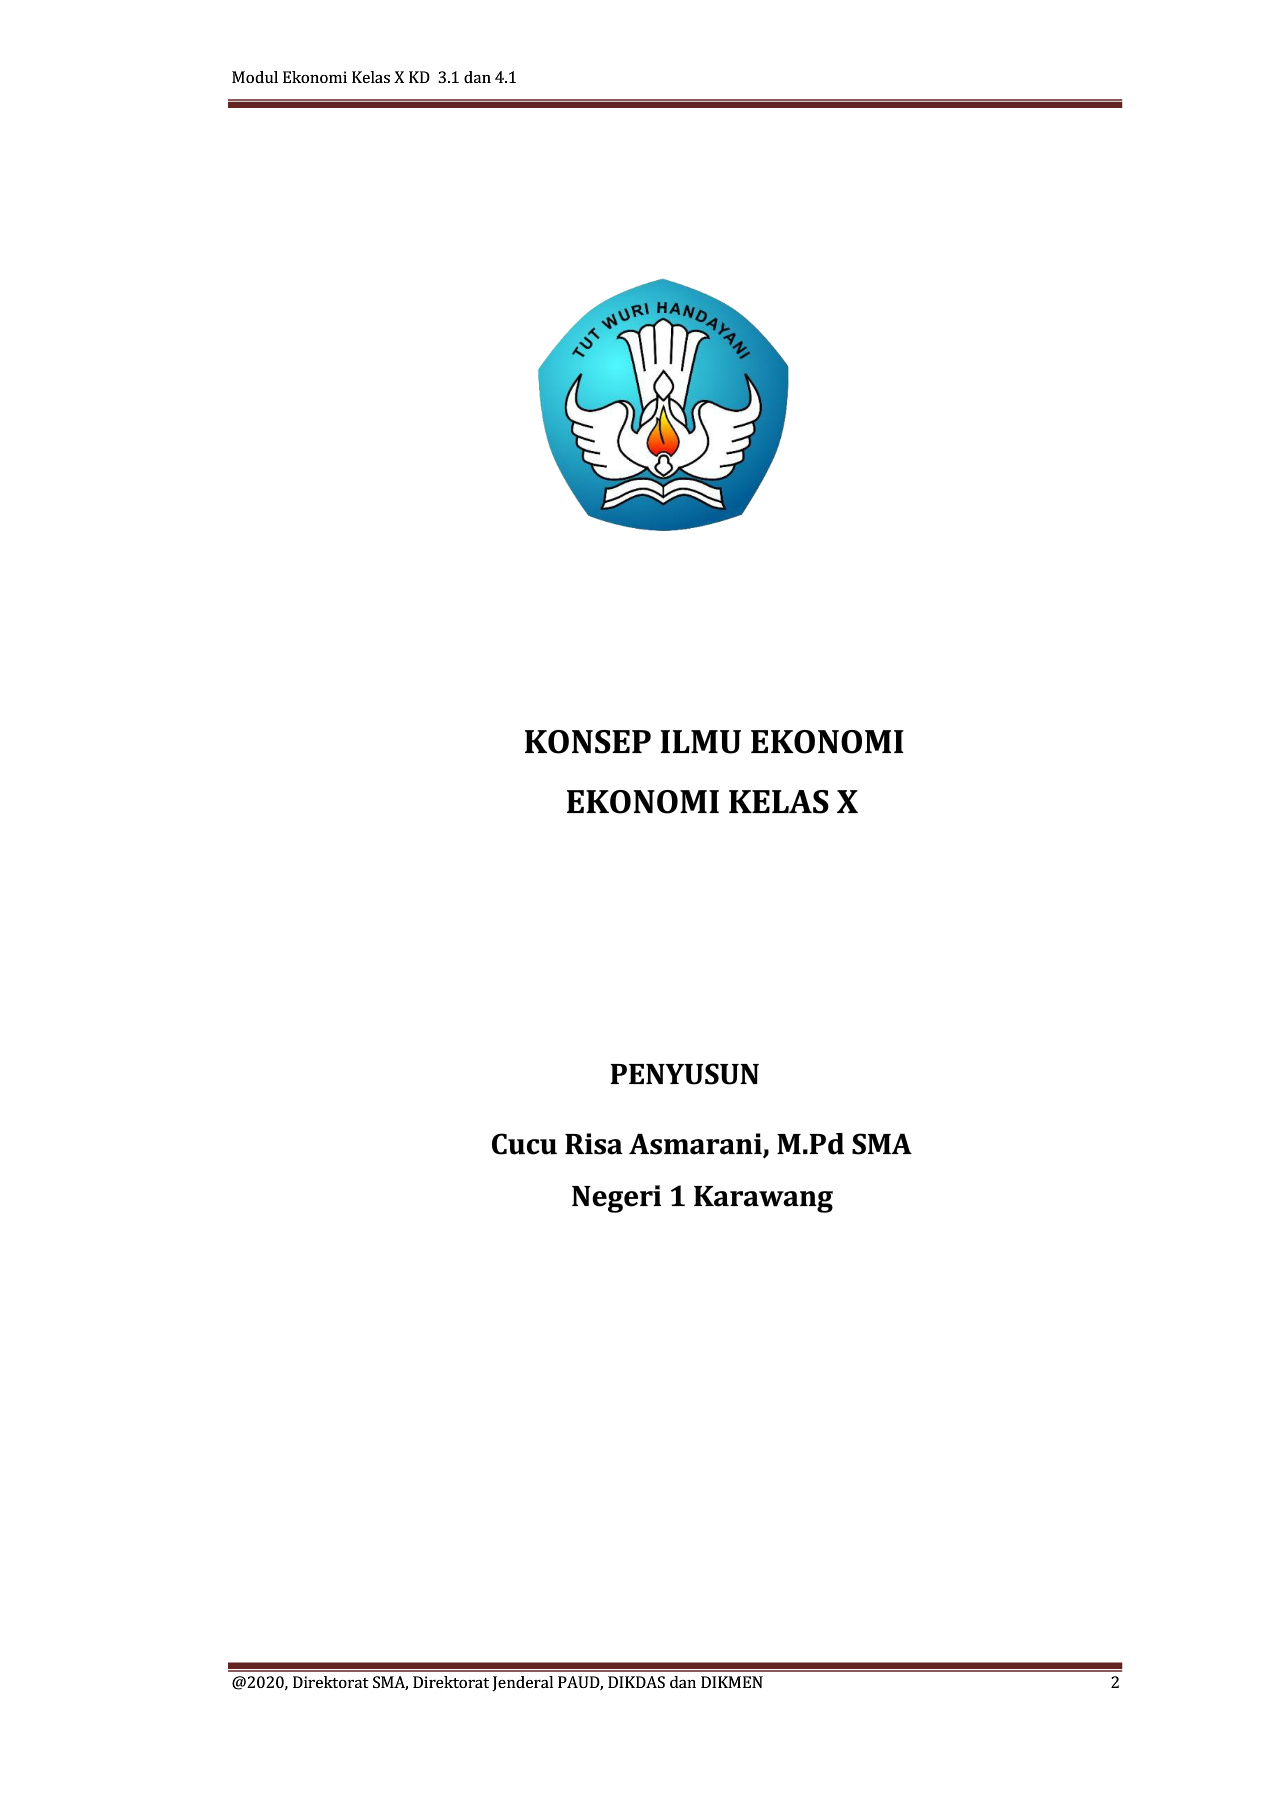 Modul Ekonomi Kelas X KD 3.1 dan 4.1
TUT WURI HANDAYANI
KONSEP ILMU EKONOMI
EKONOMI KELAS X
PENYUSUN
Cucu Risa Asmarani, M.Pd SMA
Negeri 1 Karawang
@2020, Direktorat SMA, Direktorat Jenderal PAUD, DIKDAS dan DIKMEN 2